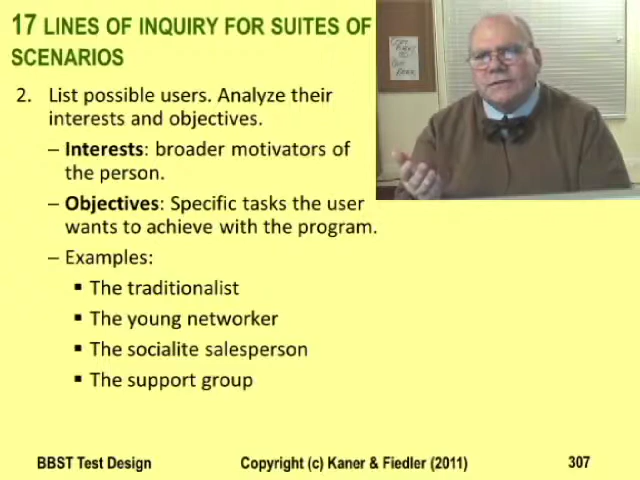 17 LINES OF INQUIRY FOR SUITES OF
SCENARIOS
2. List possible users. Analyze their
interests and objectives.
– Interests: broader motivators of
the person.
– Objectives: Specific tasks the user
wants to achieve with the program.
– Examples:
▪ The traditionalist
▪ The young networker
▪ The socialite salesperson
▪ The support group
BBST Test Design Copyright (c) Kaner & Fiedler (2011) 307